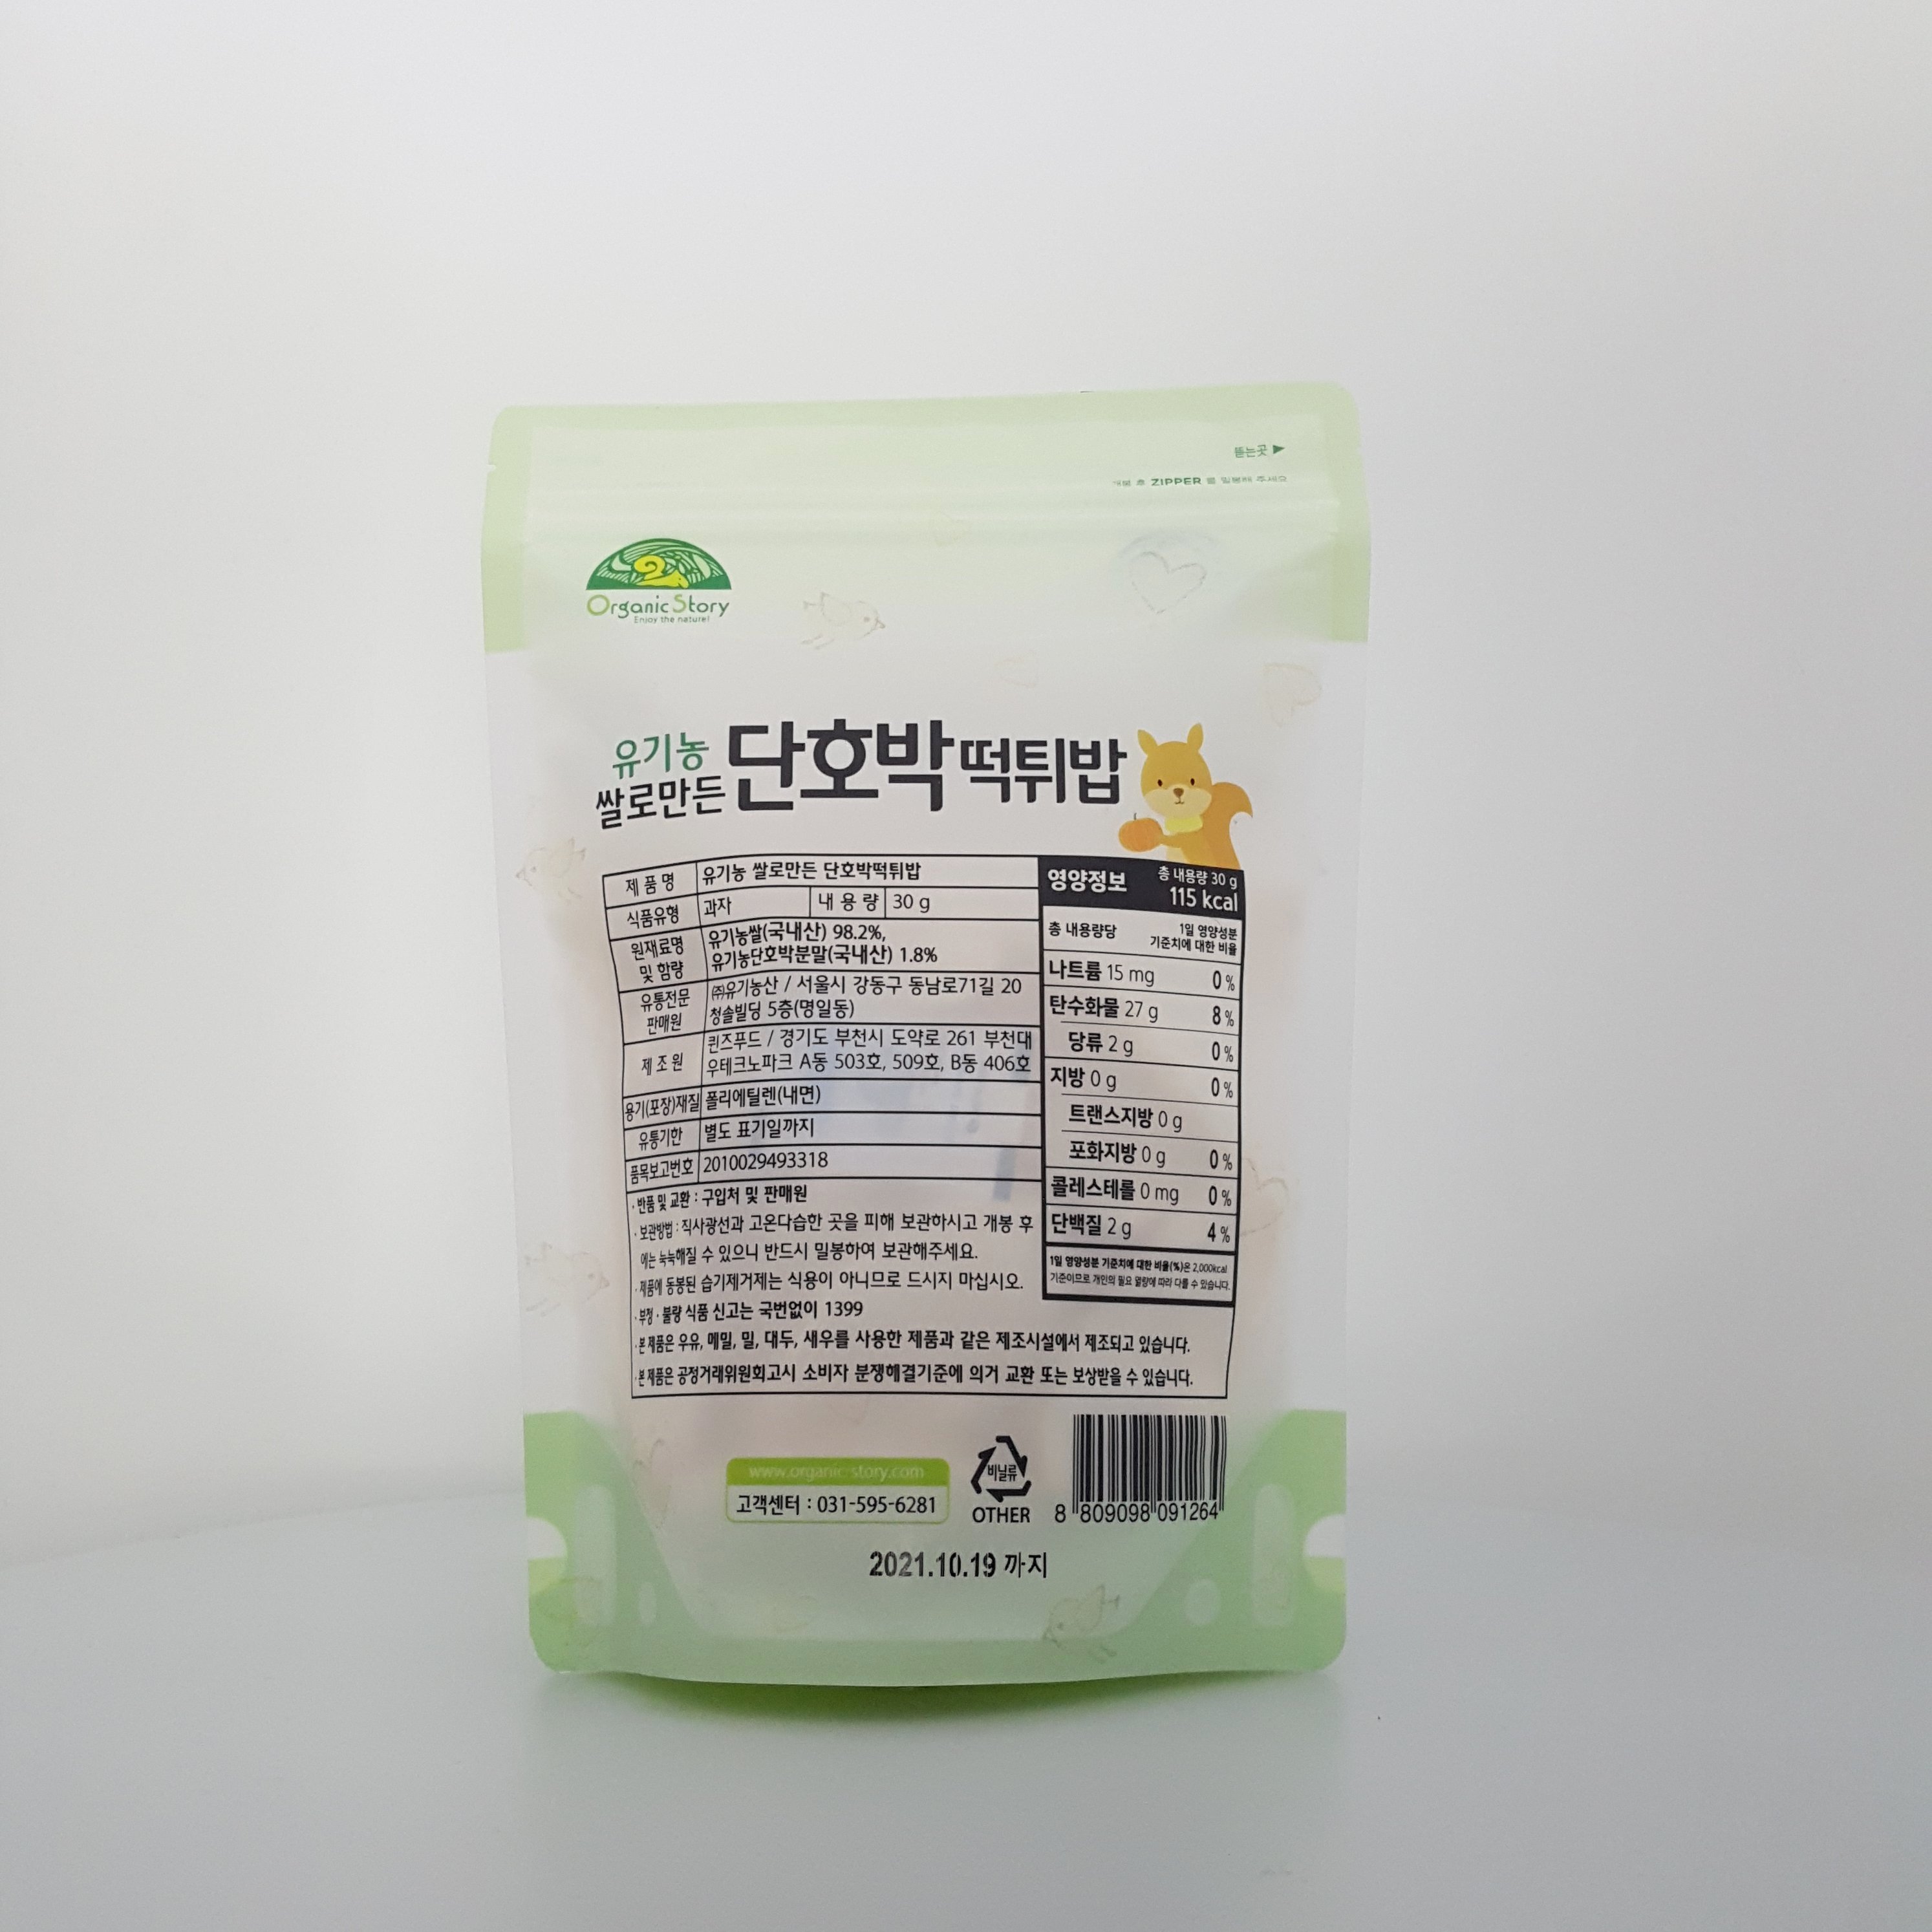 뜯는곳 ▶
개봉 후 ZIPPER 를 밀봉해 주세요
Organic Story
Enjoy the nature!
유기농
쌀로만든 단호박 떡튀밥
제 품 명 유기농 쌀로만든 단호박떡튀밥
식품유형 과자 내 용 량 30 g
원재료명 및 함량 유기농쌀(국내산) 98.2%,
유기농단호박분말(국내산) 1.8%
유통전문 판매원 ㈜유기농산 / 서울시 강동구 동남로71길 20
청솔빌딩 5층(명일동)
제 조 원 퀸즈푸드 / 경기도 부천시 도약로 261 부천대
우테크노파크 A동 503호, 509호, B동 406호
용기(포장)재질 폴리에틸렌(내면)
유통기한 별도 표기일까지
품목보고번호 2010029493318
· 반품 및 교환 : 구입처 및 판매원
· 보관방법 : 직사광선과 고온다습한 곳을 피해 보관하시고 개봉 후
에는 눅눅해질 수 있으니 반드시 밀봉하여 보관해주세요.
· 제품에 동봉된 습기제거제는 식용이 아니므로 드시지 마십시오.
· 부정 · 불량 식품 신고는 국번없이 1399
· 본 제품은 우유, 메밀, 밀, 대두, 새우를 사용한 제품과 같은 제조시설에서 제조되고 있습니다.
· 본 제품은 공정거래위원회고시 소비자 분쟁해결기준에 의거 교환 또는 보상받을 수 있습니다.
영양정보 총 내용량 30 g
115 kcal
총 내용량당 1일 영양성분
기준치에 대한 비율
나트륨 15 mg 0 %
탄수화물 27 g 8 %
당류 2 g 0 %
지방 0 g 0 %
트랜스지방 0 g
포화지방 0 g 0 %
콜레스테롤 0 mg 0 %
단백질 2 g 4 %
1일 영양성분 기준치에 대한 비율(%)은 2,000kcal
기준이므로 개인의 필요 열량에 따라 다를 수 있습니다.
www.organic-story.com
고객센터 : 031-595-6281
비닐류
OTHER
8 809098 091264
2021.10.19 까지